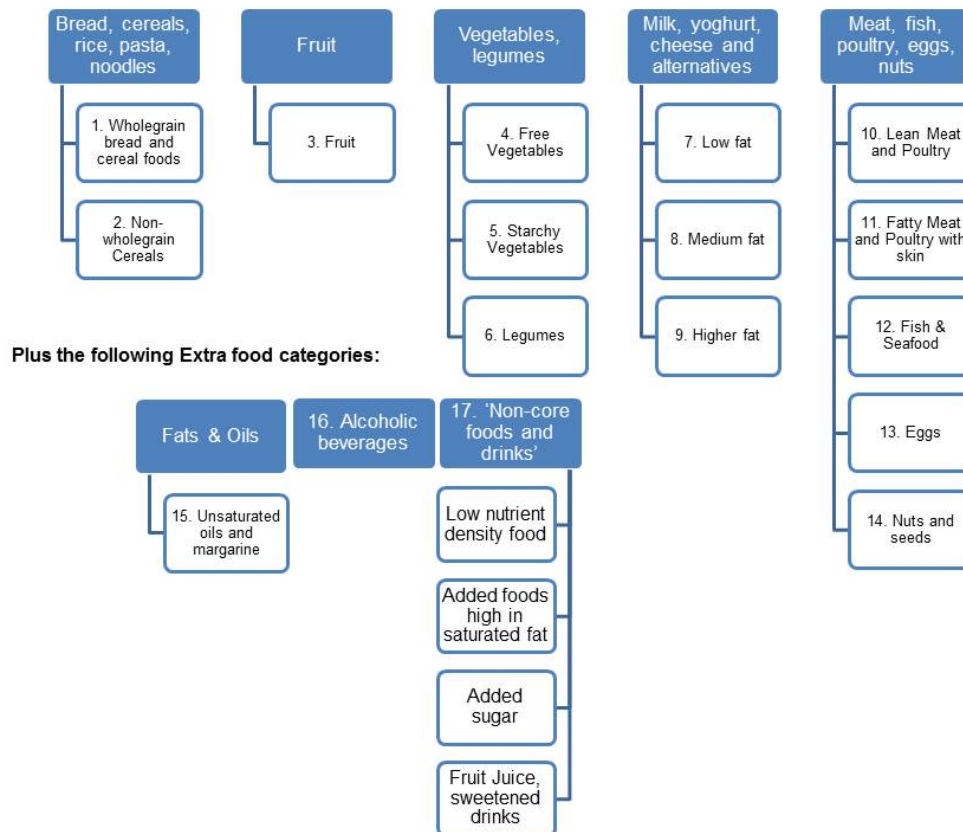 Bread, cereals,
rice, pasta,
noodles
1. Wholegrain
bread and
cereal foods
2. Non-
wholegrain
Cereals
Fruit
3. Fruit
Vegetables,
legumes
4. Free
Vegetables
5. Starchy
Vegetables
6. Legumes
Milk, yoghurt,
cheese and
alternatives
7. Low fat
8. Medium fat
9. Higher fat
Meat, fish,
poultry, eggs,
nuts
10. Lean Meat
and Poultry
11. Fatty Meat
and Poultry with
skin
12. Fish &
Seafood
13. Eggs
14. Nuts and
seeds
Plus the following Extra food categories:
Fats & Oils
15. Unsaturated
oils and
margarine
16. Alcoholic
beverages
17. 'Non-core
foods and
drinks'
Low nutrient
density food
Added foods
high in
saturated fat
Added
sugar
Fruit Juice,
sweetened
drinks